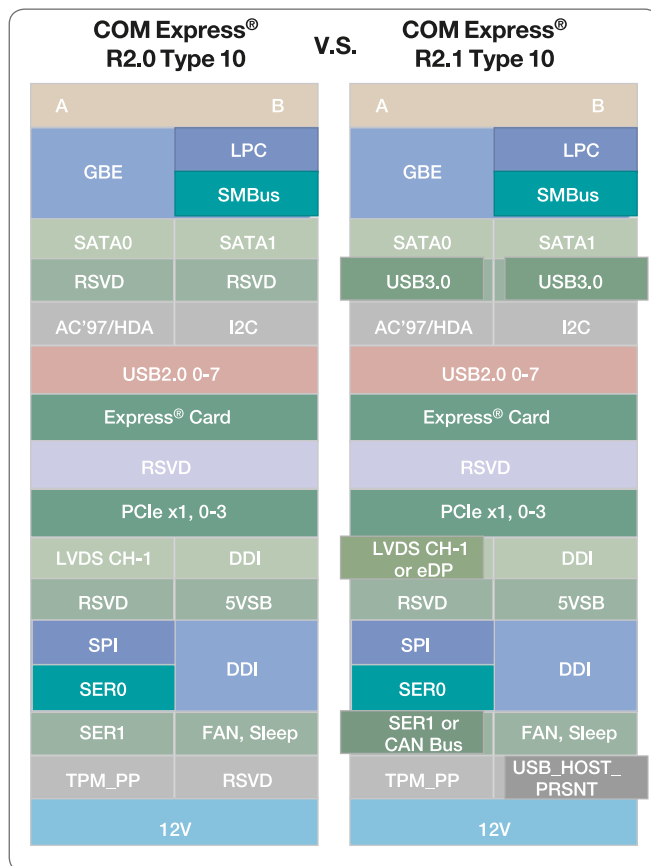 COM Express®
R2.0 Type 10
V.S.
COM Express®
R2.1 Type 10
A B
GBE
LPC
SMBus
SATA0 SATA1
RSVD RSVD
AC'97/HDA I2C
USB2.0 0-7
Express® Card
RSVD
PCIe x1, 0-3
LVDS CH-1 DDI
RSVD 5VSB
SPI
SER0
DDI
SER1 FAN, Sleep
TPM_PP RSVD
12V
A B
GBE
LPC
SMBus
SATA0 SATA1
USB3.0 USB3.0
AC'97/HDA I2C
USB2.0 0-7
Express® Card
RSVD
PCIe x1, 0-3
LVDS CH-1
or eDP
DDI
RSVD 5VSB
SPI
SER0
DDI
SER1 or
CAN Bus
FAN, Sleep
TPM_PP
USB_HOST_
PRSNT
12V